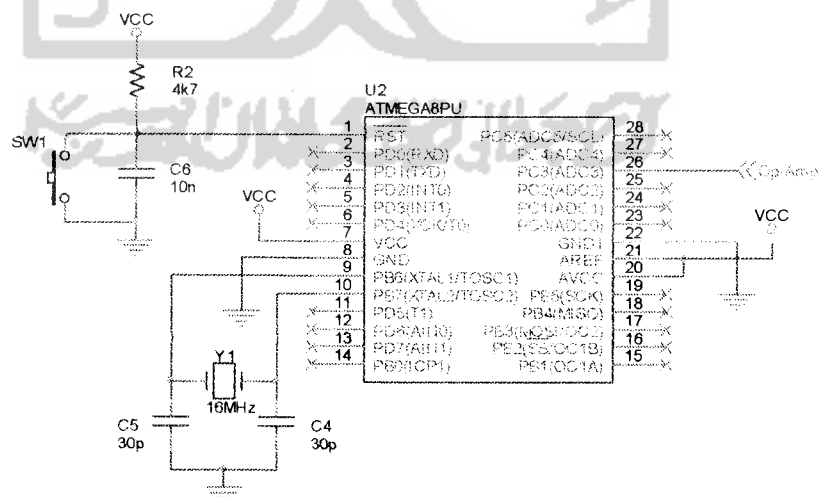 VCC
R2
4k7
SW1
C6
10n
VCC
U2
ATMEGA8PU
1 RST
2 PD0(RXD)
3 PD1(TXD)
4 PD2(INT0)
5 PD3(INT1)
6
7 VCC
8 GND
9 PB6(XTAL1/TOSC1)
10 PB7(XTAL2/TOSC2)
11 PD5(T1)
12 PD6(AIN0)
13 PD7(AIN1)
14 PB0(ICP1)
PC5(ADC5/SCL) 28
PC4(ADC4) 27
PC3(ADC3) 26
PC2(ADC2) 25
PC1(ADC1) 24
PC0(ADC0) 23
GND1 22
AREF 21
AVCC 20
PB5(SCK) 19
PB4(MISO) 18
PB3(MOSI/OC2) 17
PB2(SS/OC1B) 16
PB1(OC1A) 15
Op-Amp
VCC
Y1
16MHz
C5
30p
C4
30p